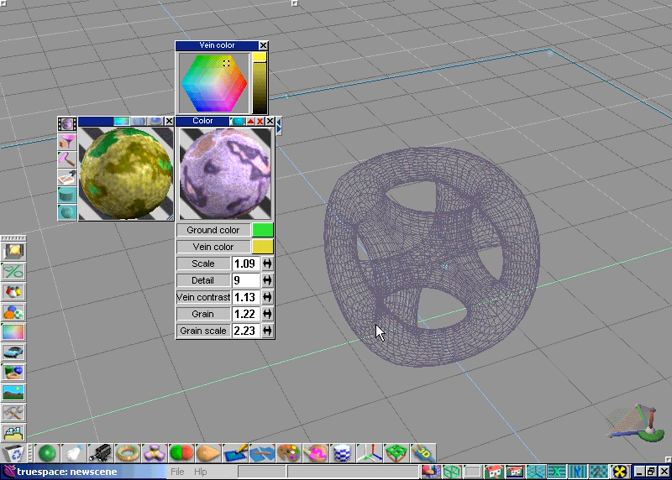 Vein color
Color
Ground color
Vein color
Scale 1.09
Detail 9
Vein contrast 1.13
Grain 1.22
Grain scale 2.23
truespace: newscene File Hlp